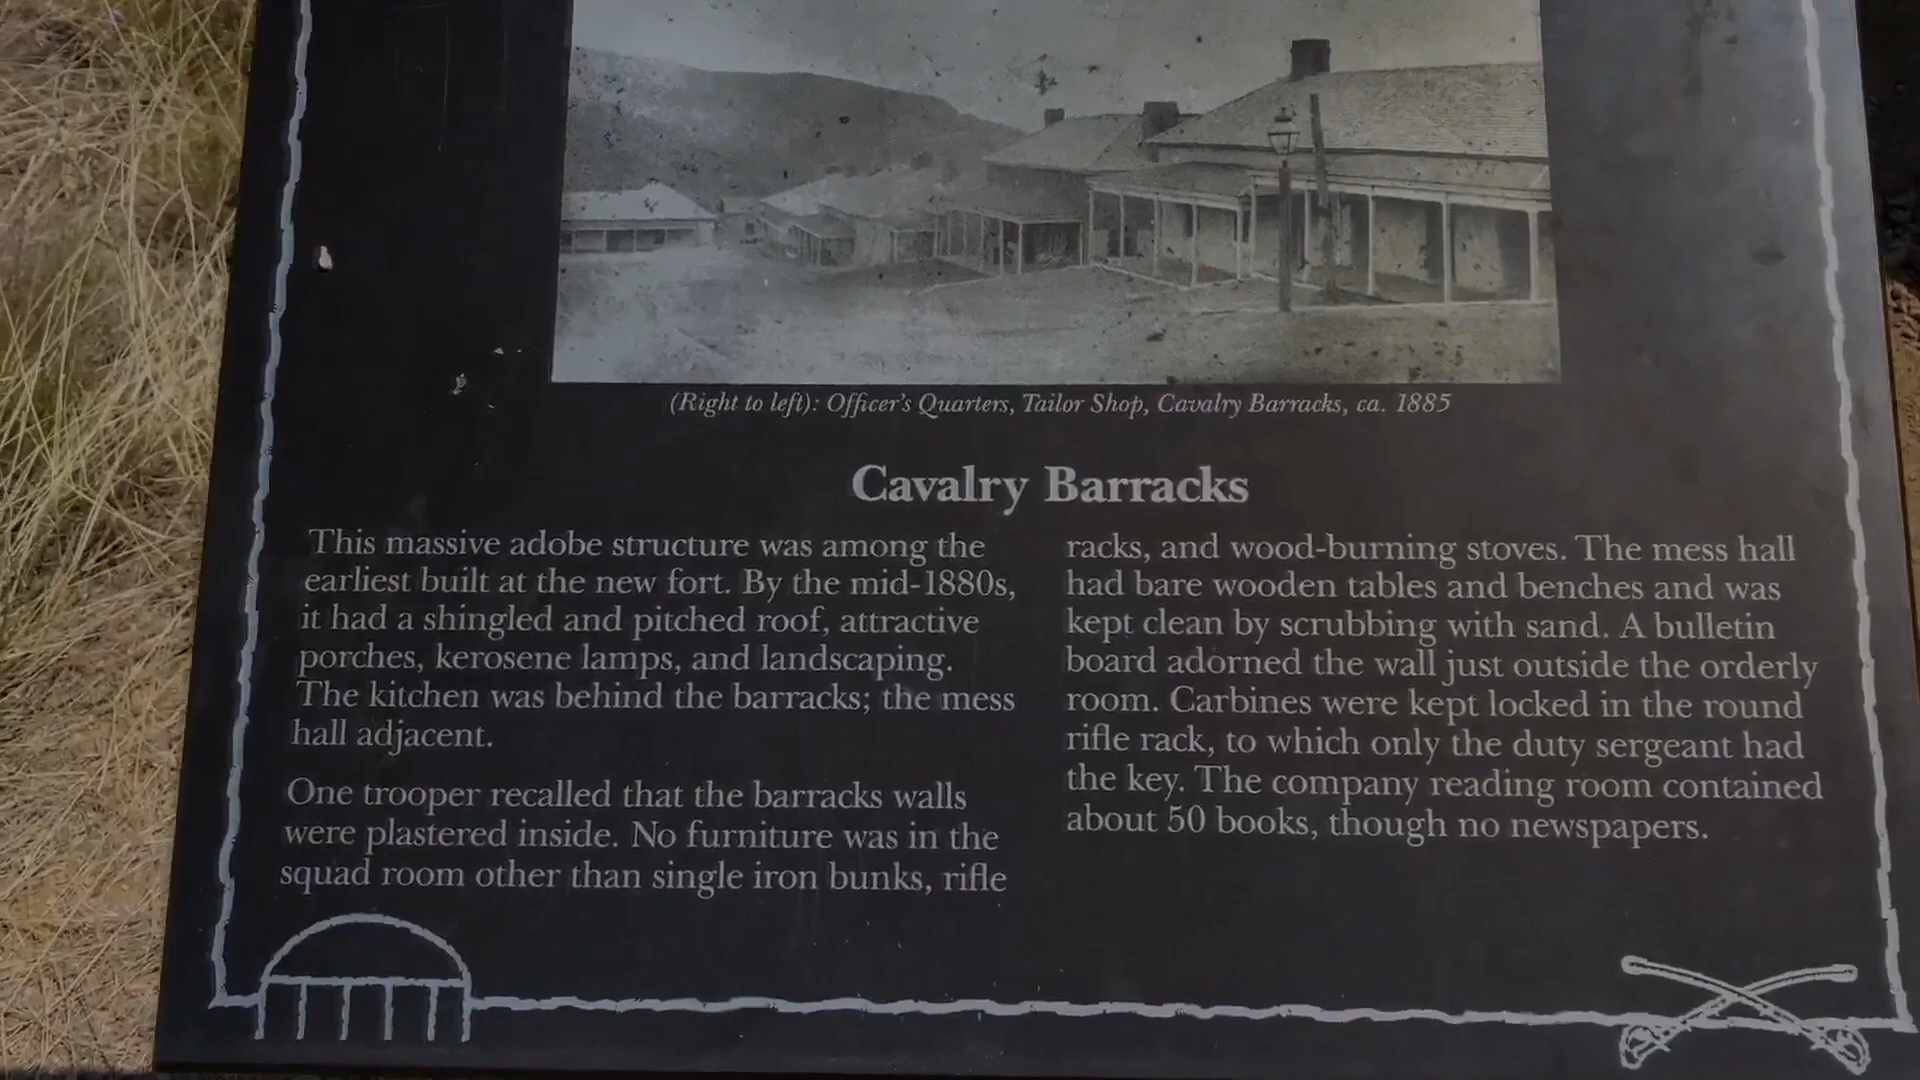 (Right to left): Officer's Quarters, Tailor Shop, Cavalry Barracks, ca. 1885
Cavalry Barracks
This massive adobe structure was among the
earliest built at the new fort. By the mid-1880s,
it had a shingled and pitched roof, attractive
porches, kerosene lamps, and landscaping.
The kitchen was behind the barracks; the mess
hall adjacent.
One trooper recalled that the barracks walls
were plastered inside. No furniture was in the
squad room other than single iron bunks, rifle
racks, and wood-burning stoves. The mess hall
had bare wooden tables and benches and was
kept clean by scrubbing with sand. A bulletin
board adorned the wall just outside the orderly
room. Carbines were kept locked in the round
rifle rack, to which only the duty sergeant had
the key. The company reading room contained
about 50 books, though no newspapers.